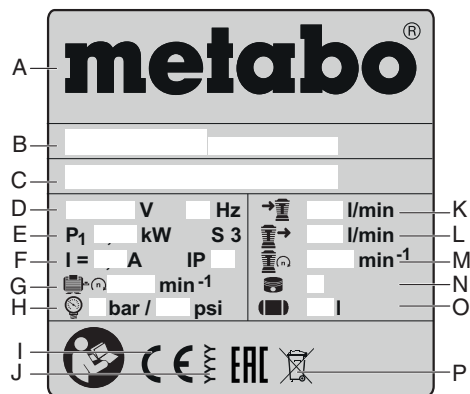 A metabo®
B
C
D V Hz
E P1 kW S 3
F I = A IP
G n min-1
H bar / psi
K l/min
L l/min
M n min-1
N
O l
I CE EAC
J
P